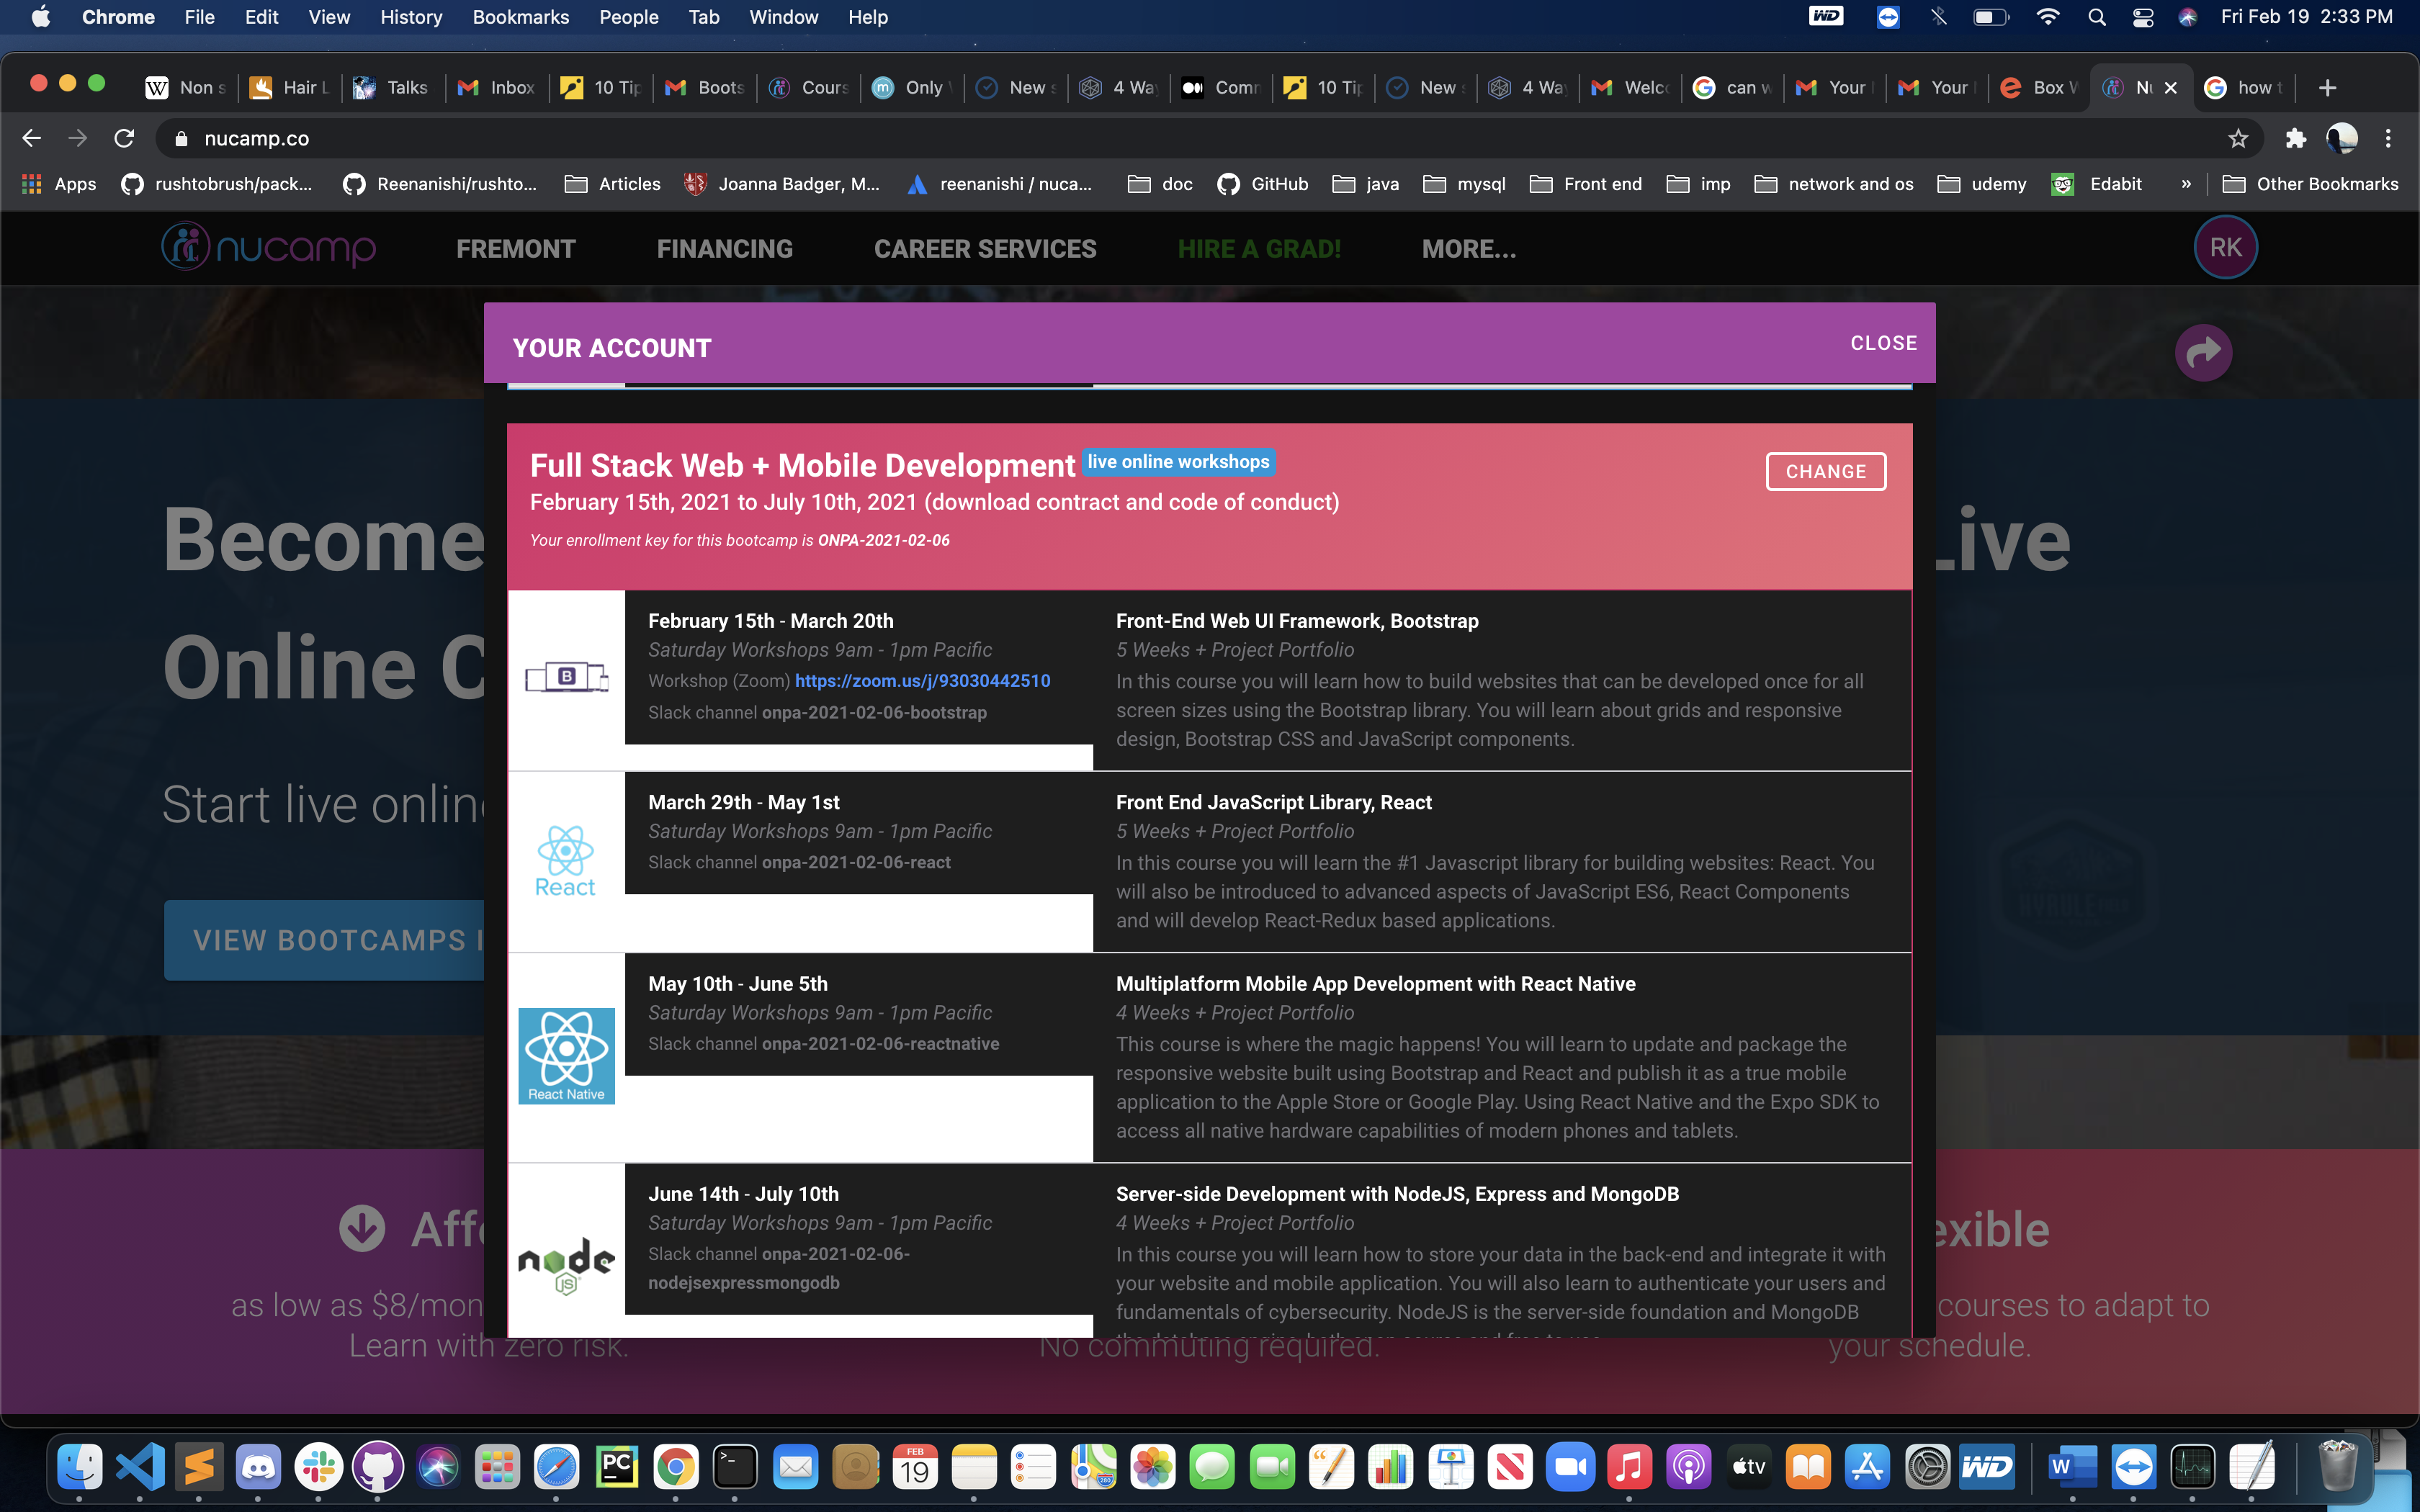 Chrome File Edit View History Bookmarks People Tab Window Help WD Fri Feb 19 2:33 PM
Non s Hair L Talks Inbox 10 Tip Boots Cours Only New s 4 Wa Comm 10 Tip New s 4 Wa Welco can w Your Your Box W Nu how t
nucamp.co
Apps rushtobrush/pack... Reenanishi/rushto... Articles Joanna Badger, M... reenanishi / nuca... doc GitHub java mysql Front end imp network and os udemy Edabit » Other Bookmarks
nucamp FREMONT FINANCING CAREER SERVICES HIRE A GRAD! MORE... RK
YOUR ACCOUNT CLOSE
Full Stack Web + Mobile Development live online workshops CHANGE
February 15th, 2021 to July 10th, 2021 (download contract and code of conduct)
Your enrollment key for this bootcamp is ONPA-2021-02-06
February 15th - March 20th
Saturday Workshops 9am - 1pm Pacific
Workshop (Zoom) https://zoom.us/j/93030442510
Slack channel onpa-2021-02-06-bootstrap
B
Front-End Web UI Framework, Bootstrap
5 Weeks + Project Portfolio
In this course you will learn how to build websites that can be developed once for all
screen sizes using the Bootstrap library. You will learn about grids and responsive
design, Bootstrap CSS and JavaScript components.
React
March 29th - May 1st
Saturday Workshops 9am - 1pm Pacific
Slack channel onpa-2021-02-06-react
Front End JavaScript Library, React
5 Weeks + Project Portfolio
In this course you will learn the #1 Javascript library for building websites: React. You
will also be introduced to advanced aspects of JavaScript ES6, React Components
and will develop React-Redux based applications.
React Native
May 10th - June 5th
Saturday Workshops 9am - 1pm Pacific
Slack channel onpa-2021-02-06-reactnative
Multiplatform Mobile App Development with React Native
4 Weeks + Project Portfolio
This course is where the magic happens! You will learn to update and package the
responsive website built using Bootstrap and React and publish it as a true mobile
application to the Apple Store or Google Play. Using React Native and the Expo SDK to
access all native hardware capabilities of modern phones and tablets.
node
JS
June 14th - July 10th
Saturday Workshops 9am - 1pm Pacific
Slack channel onpa-2021-02-06-
nodejsexpressmongodb
Server-side Development with NodeJS, Express and MongoDB
4 Weeks + Project Portfolio
In this course you will learn how to store your data in the back-end and integrate it with
your website and mobile application. You will also learn to authenticate your users and
fundamentals of cybersecurity. NodeJS is the server-side foundation and MongoDB
Become Live
Online C
Start live online
VIEW BOOTCAMPS I
Affo exible
as low as $8/mon courses to adapt to
Learn with zero risk. No commuting required. your schedule.
PC FEB 19 280 tv WD W